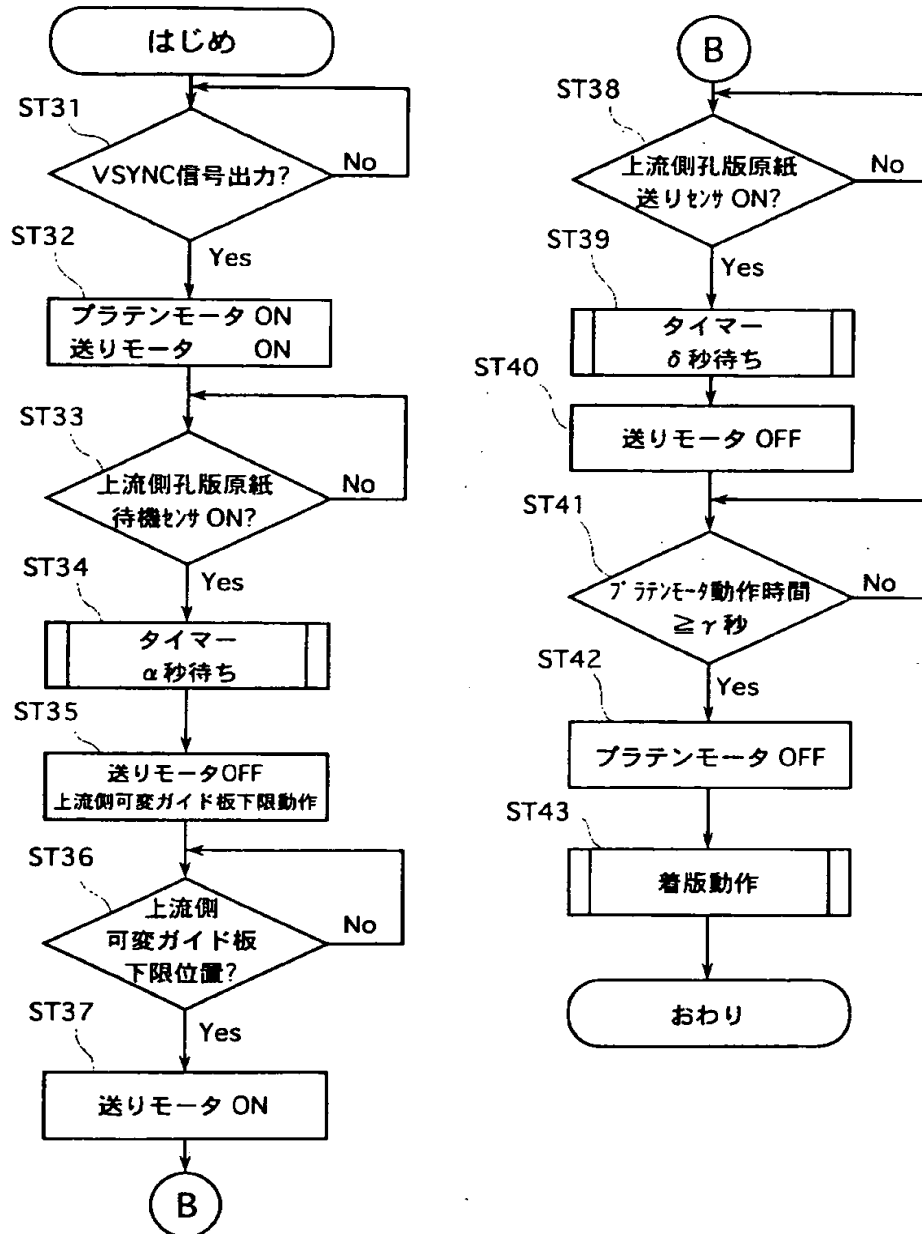 はじめ
ST31
VSYNC信号出力?
No
Yes
ST32
プラテンモータ ON
送りモータ ON
ST33
上流側孔版原紙
待機センサ ON?
No
Yes
ST34
タイマー
α秒待ち
ST35
送りモータOFF
上流側可変ガイド板下限動作
ST36
上流側
可変ガイド板
下限位置?
No
Yes
ST37
送りモータ ON
B
B
ST38
上流側孔版原紙
送りセンサ ON?
No
Yes
ST39
タイマー
δ秒待ち
ST40
送りモータ OFF
ST41
プラテンモータ動作時間
≧γ秒
No
Yes
ST42
プラテンモータ OFF
ST43
着版動作
おわり